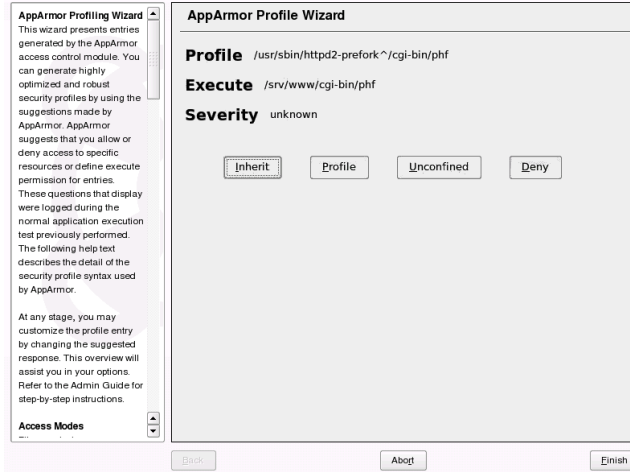 AppArmor Profiling Wizard
This wizard presents entries
generated by the AppArmor
access control module. You
can generate highly
optimized and robust
security profiles by using the
suggestions made by
AppArmor. AppArmor
suggests that you allow or
deny access to specific
resources or define execute
permission for entries.
These questions that display
were logged during the
normal application execution
test previously performed.
The following help text
describes the detail of the
security profile syntax used
by AppArmor.
At any stage, you may
customize the profile entry
by changing the suggested
response. This overview will
assist you in your options.
Refer to the Admin Guide for
step-by-step instructions.
Access Modes
AppArmor Profile Wizard
Profile /usr/sbin/httpd2-prefork^/cgi-bin/phf
Execute /srv/www/cgi-bin/phf
Severity unknown
Inherit Profile Unconfined Deny
Back Abort Finish